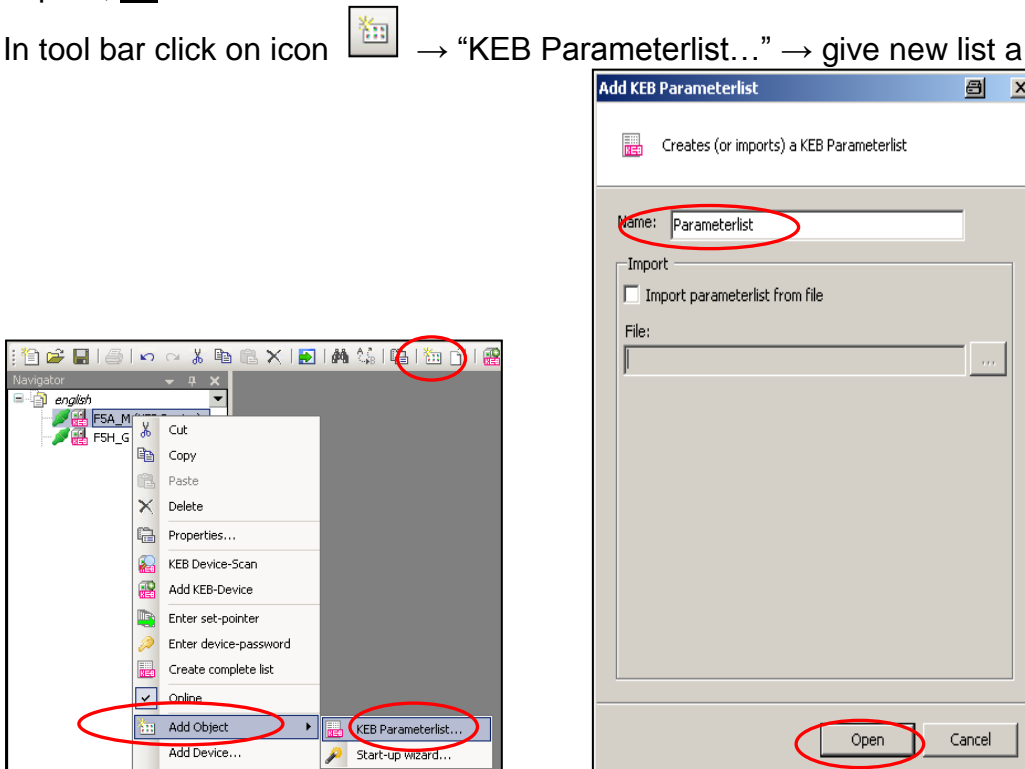 In tool bar click on icon → “KEB Parameterlist…” → give new list a
Add KEB Parameterlist
Creates (or imports) a KEB Parameterlist
Name: Parameterlist
Import
Import parameterlist from file
File:
...
Open Cancel
Navigator
english
F5A_M
F5H_G
Cut
Copy
Paste
Delete
Properties...
KEB Device-Scan
Add KEB-Device
Enter set-pointer
Enter device-password
Create complete list
Online
Add Object
Add Device...
KEB Parameterlist...
Start-up wizard...